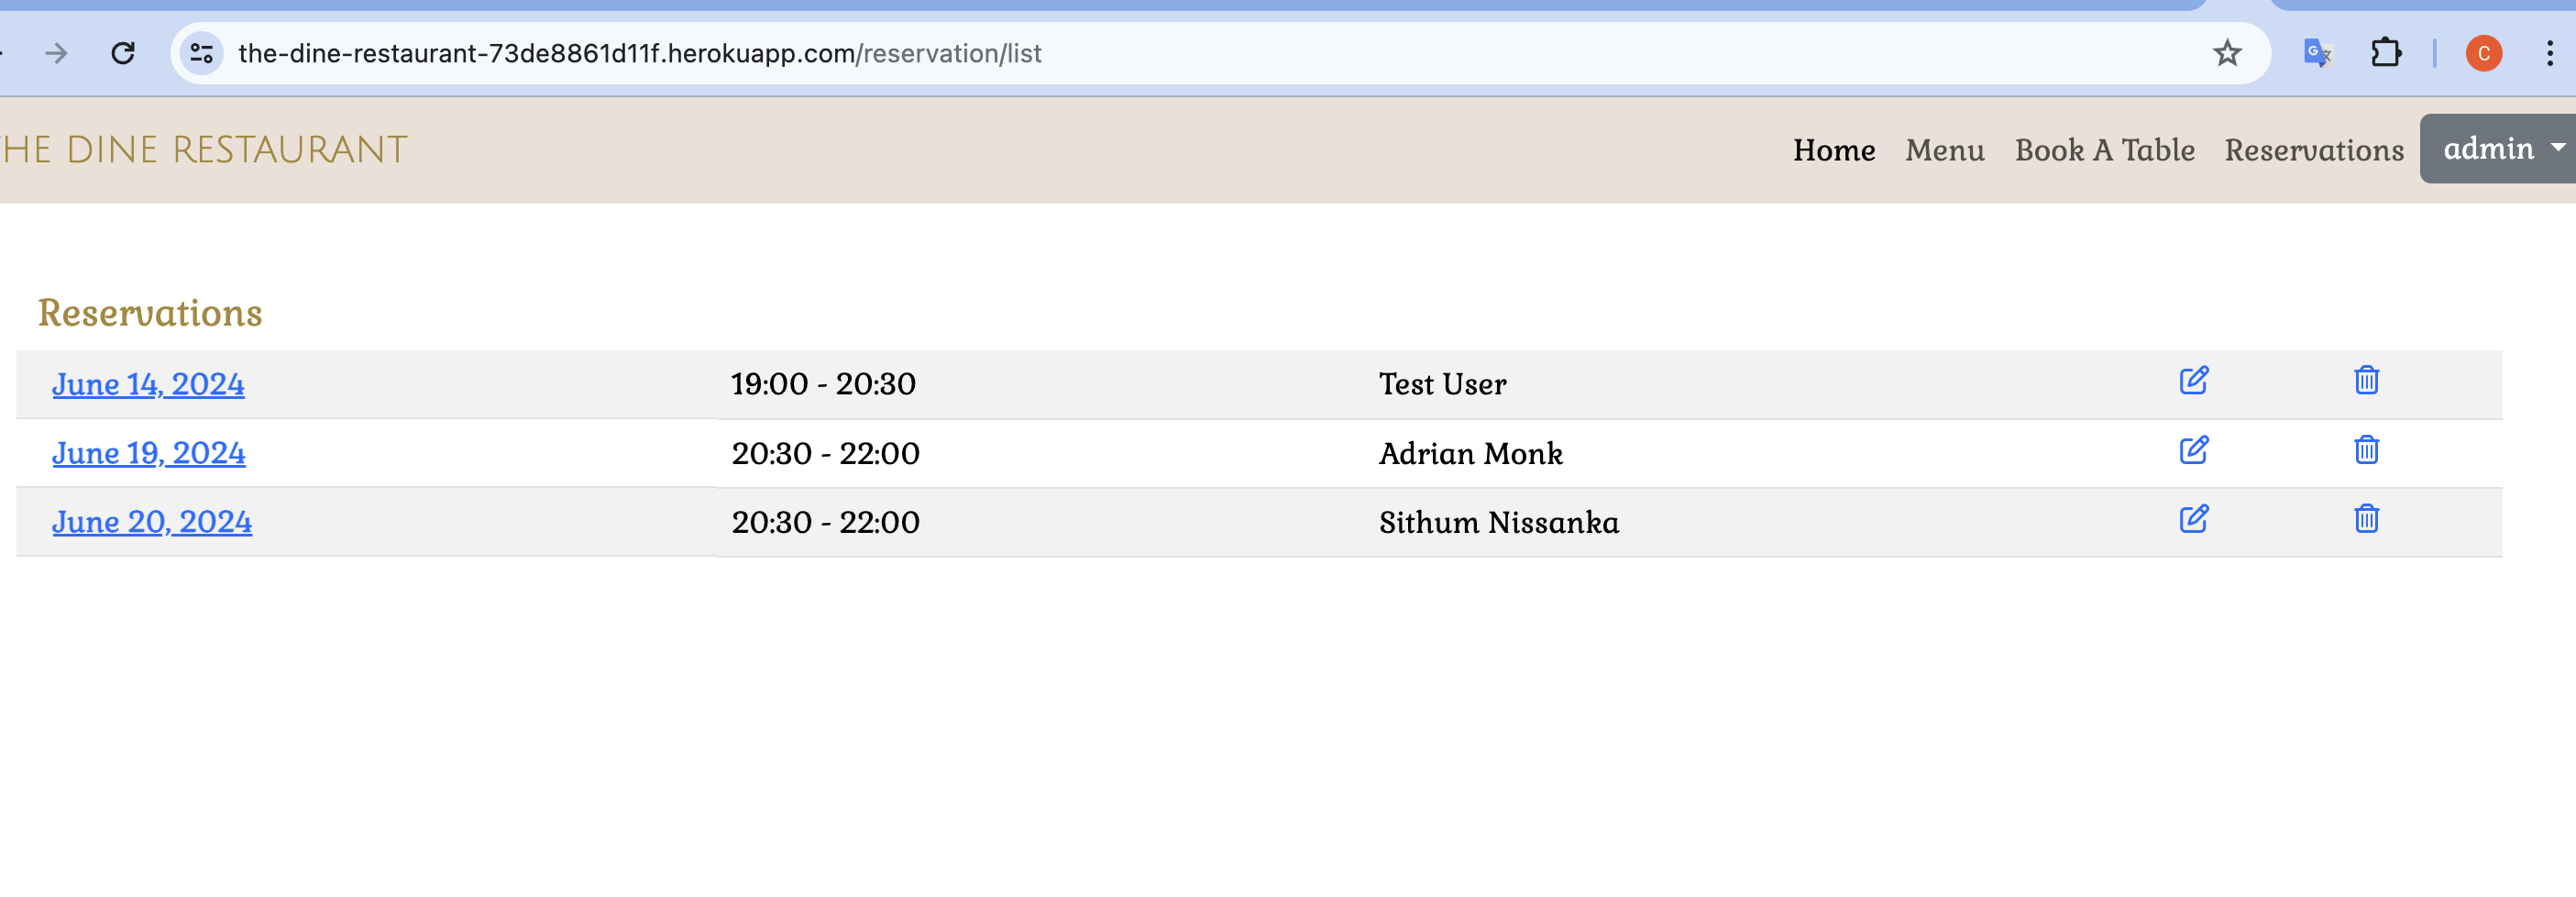 the-dine-restaurant-73de8861d11f.herokuapp.com/reservation/list
C
HE DINE RESTAURANT
Home Menu Book A Table Reservations admin
Reservations
June 14, 2024 19:00 - 20:30 Test User
June 19, 2024 20:30 - 22:00 Adrian Monk
June 20, 2024 20:30 - 22:00 Sithum Nissanka